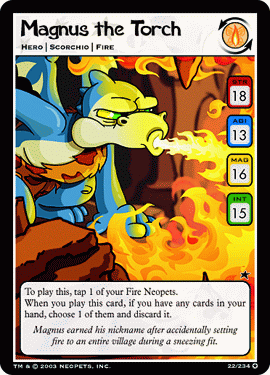 Magnus the Torch
Hero | Scorchio | Fire
STR
18
AGI
13
MAG
16
INT
15
To play this, tap 1 of your Fire Neopets.
When you play this card, if you have any cards in your
hand, choose 1 of them and discard it.
Magnus earned his nickname after accidentally setting
fire to an entire village during a sneezing fit.
TM & © 2003 NEOPETS, INC.
22/234